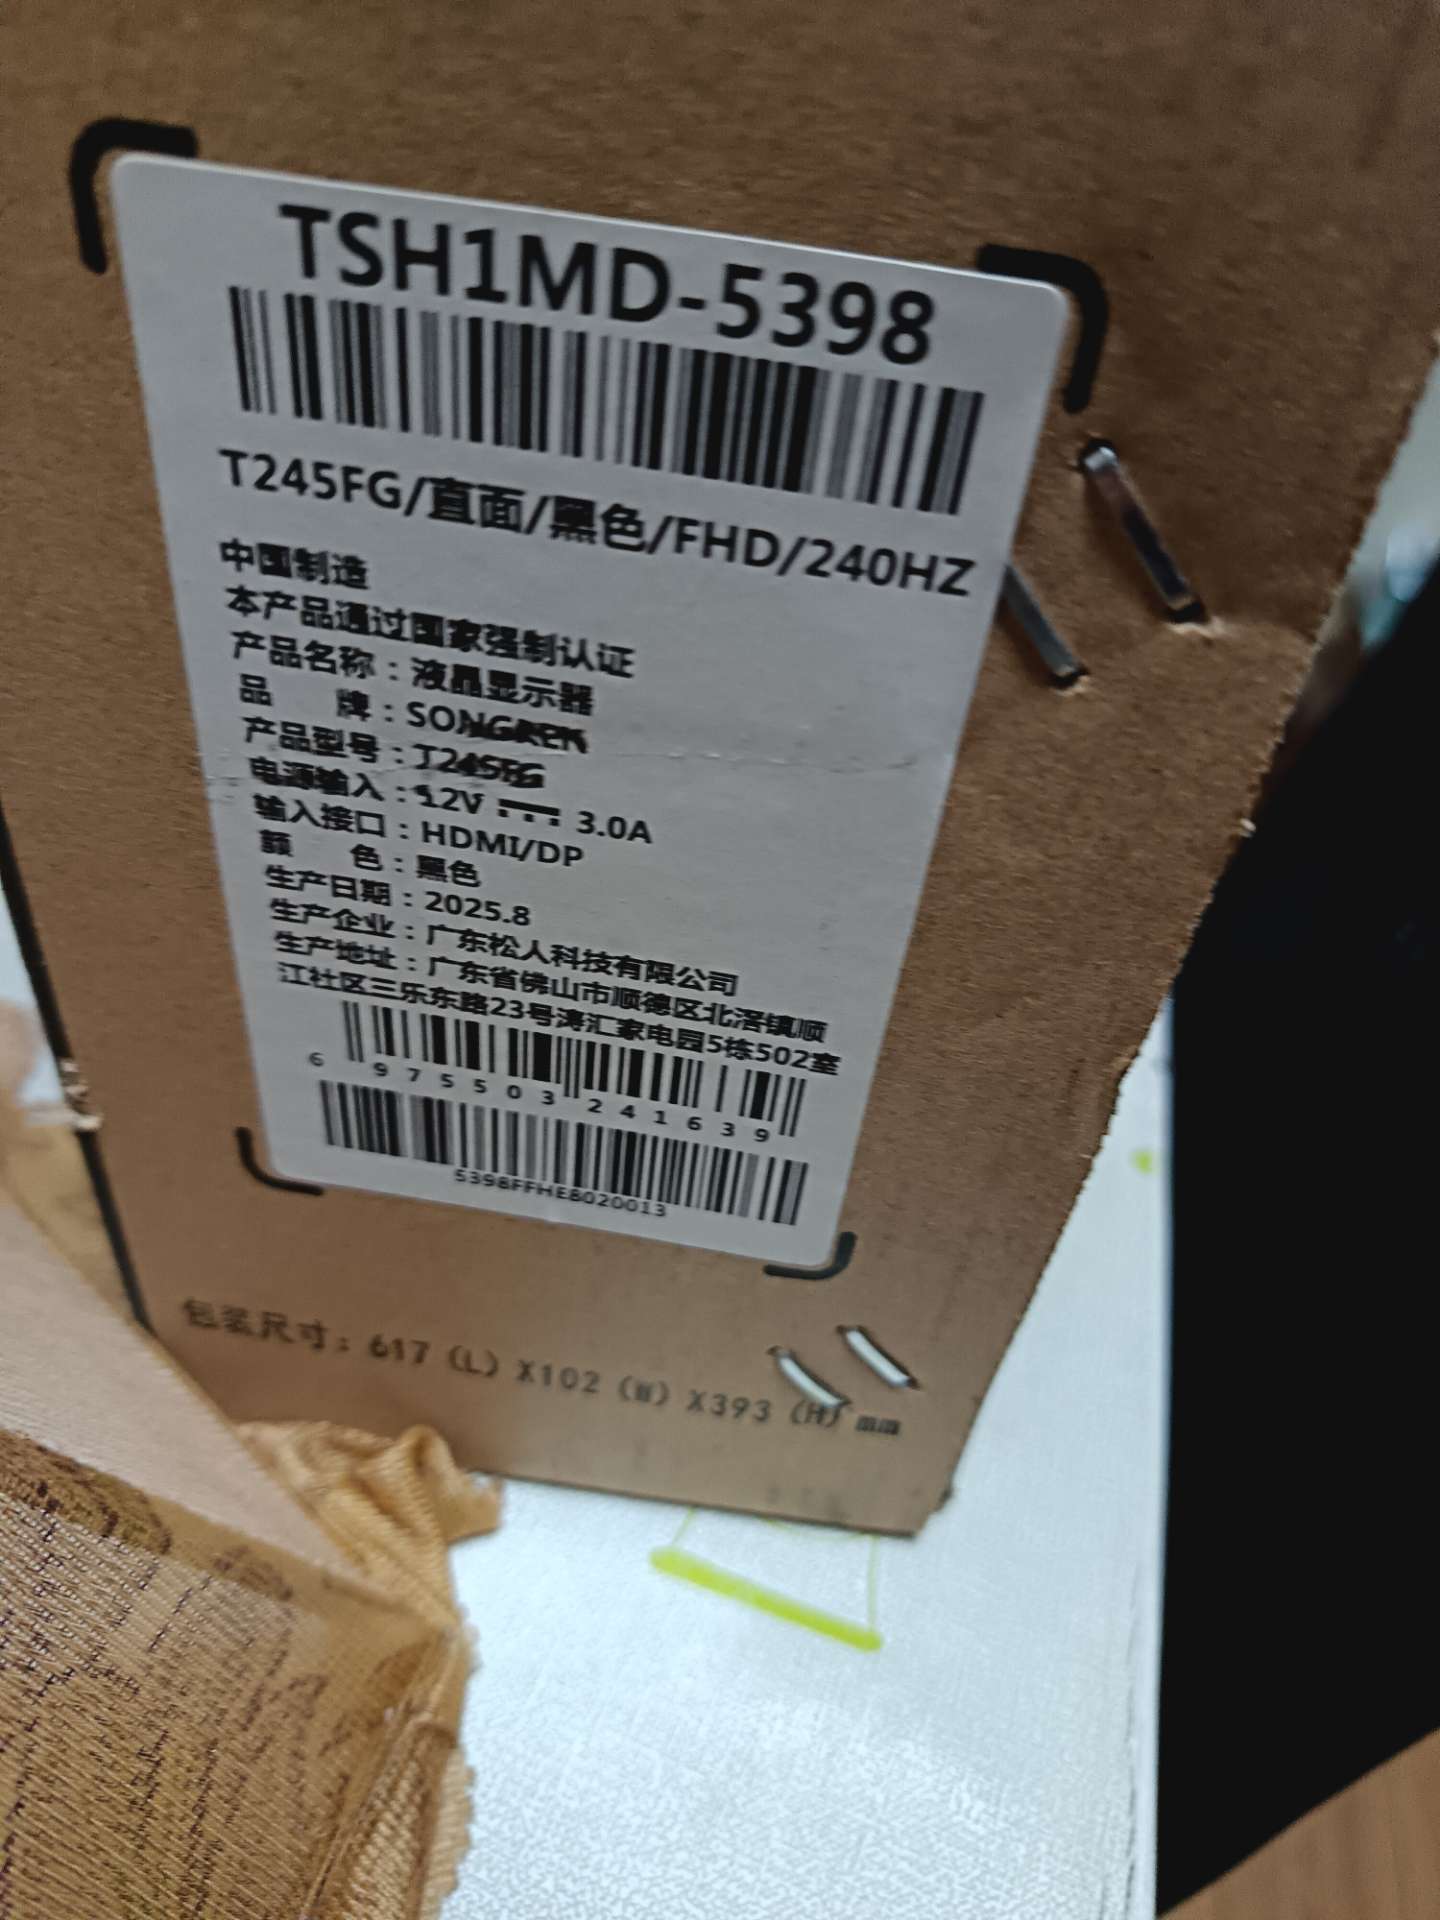 TSH1MD-5398
T245FG/直面/黑色/FHD/240HZ
中国制造
本产品通过国家强制认证
产品名称：液晶显示器
品 牌：SONGREN
产品型号：T245FG
电源输入：12V 3.0A
输入接口：HDMI/DP
颜 色：黑色
生产日期：2025.8
生产企业：广东松人科技有限公司
生产地址：广东省佛山市顺德区北滘镇顺
江社区三乐东路23号涛汇家电园5栋502室
6 975503 241639
5398FFHE8020013
包装尺寸：617（L）X102（W）X393（H）mm